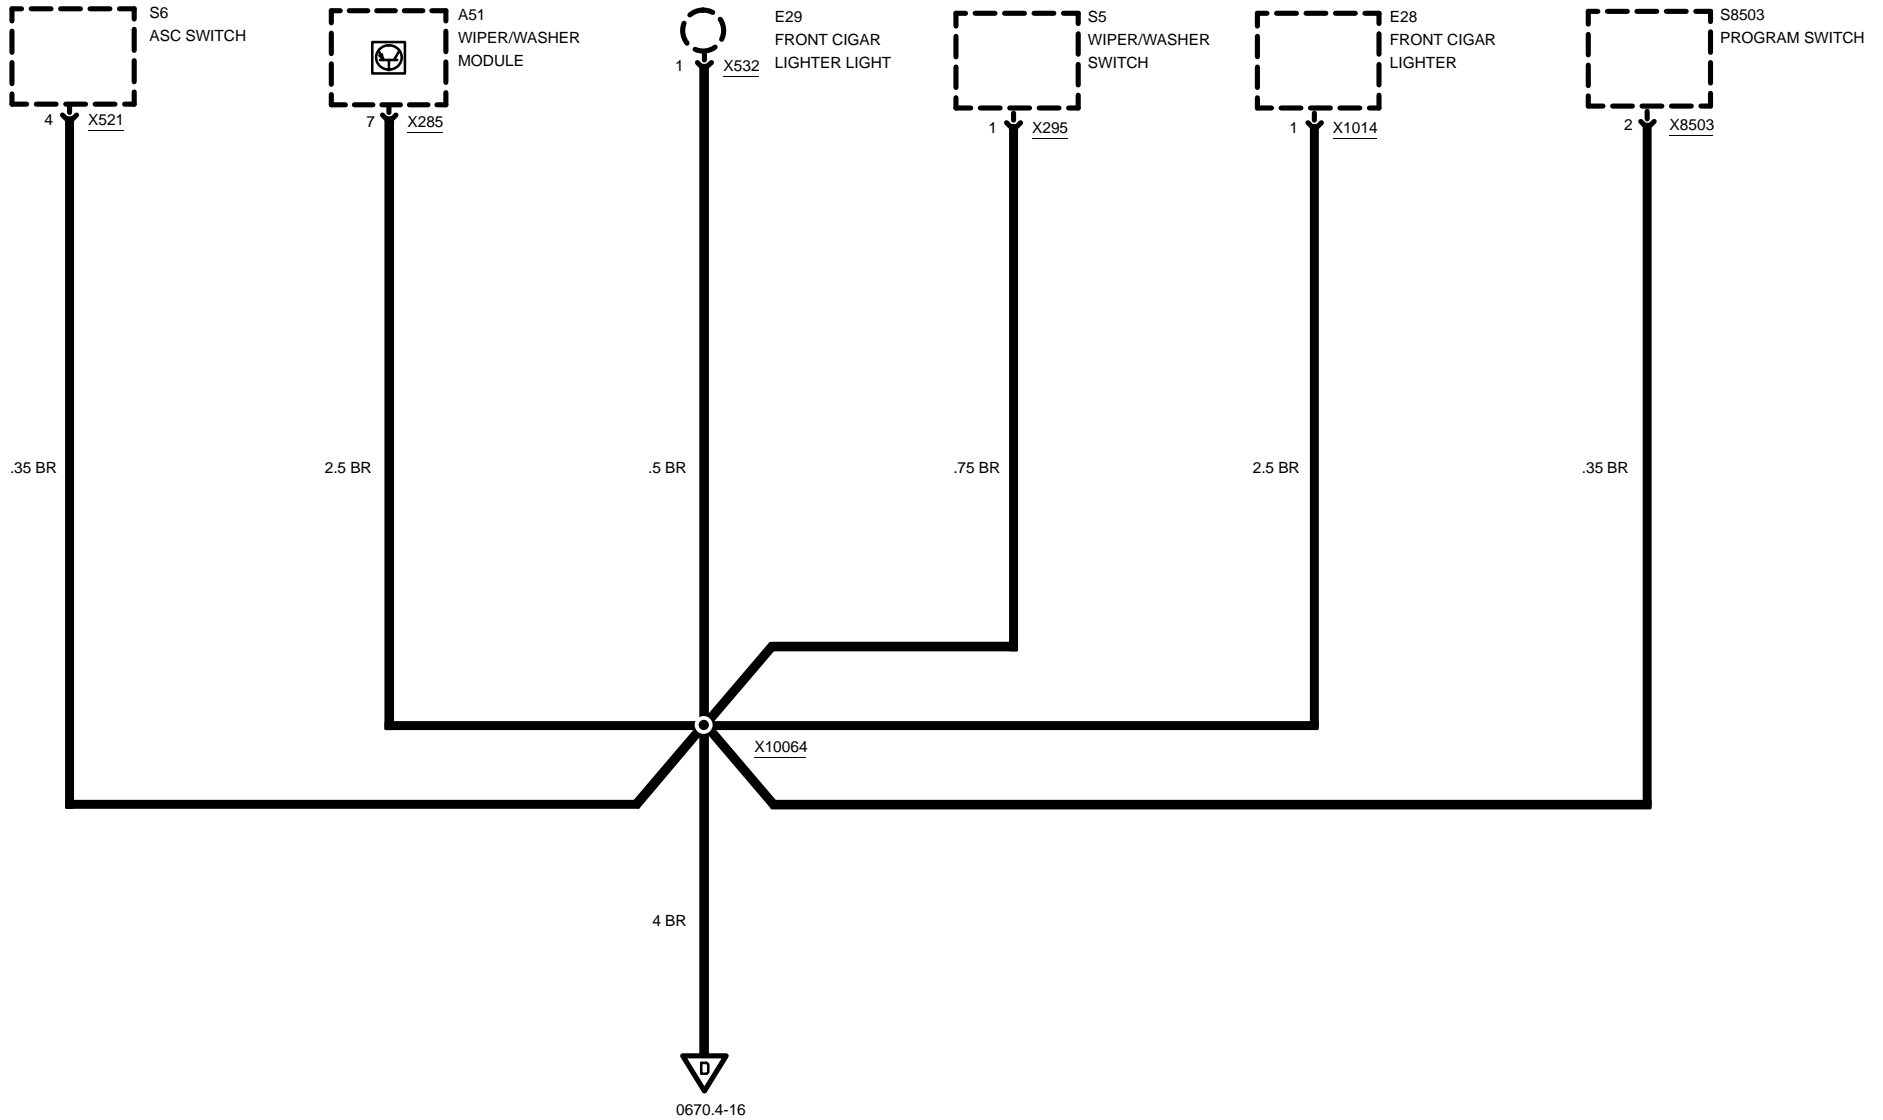 S6
ASC SWITCH
4
X521
A51
WIPER/WASHER
MODULE
7
X285
E29
FRONT CIGAR
LIGHTER LIGHT
1
X532
S5
WIPER/WASHER
SWITCH
1
X295
E28
FRONT CIGAR
LIGHTER
1
X1014
S8503
PROGRAM SWITCH
2
X8503
.35 BR
2.5 BR
.5 BR
.75 BR
2.5 BR
.35 BR
X10064
4 BR
D
0670.4-16